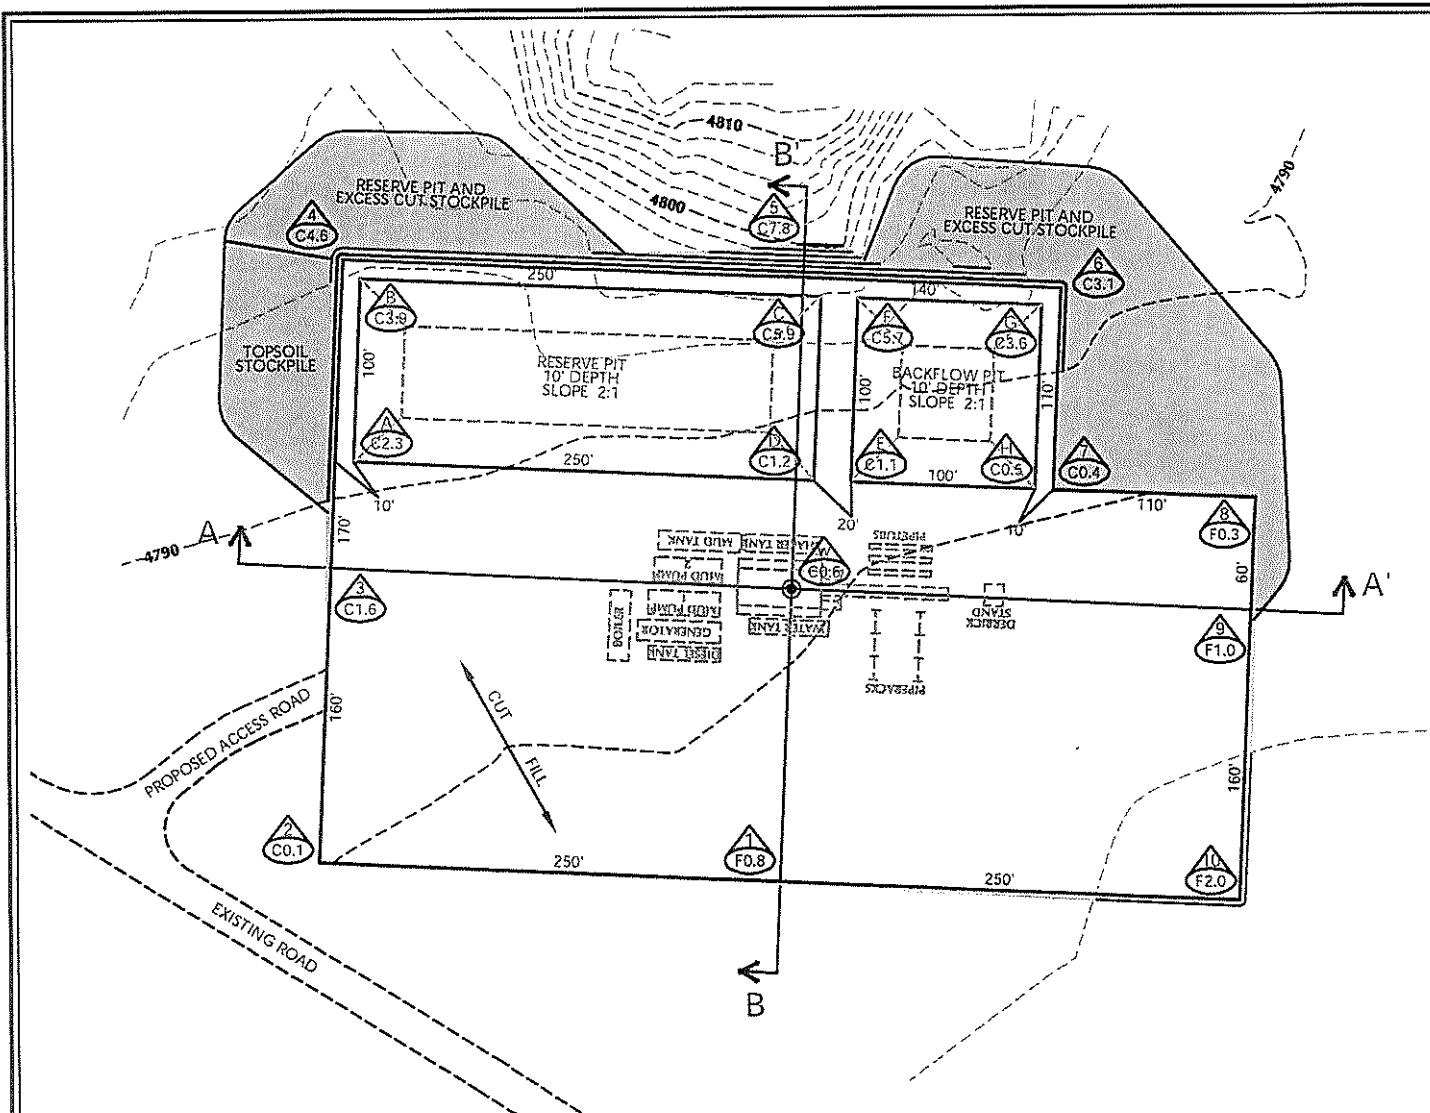 4810
B'
4790
4800
RESERVE PIT AND
EXCESS CUT STOCKPILE
5
C7.8
RESERVE PIT AND
EXCESS CUT STOCKPILE
4
C4.6
6
C3.1
250'
140'
B
C3.9
C
C5.9
F
C5.7
G
C3.6
TOPSOIL
STOCKPILE
100'
RESERVE PIT
10' DEPTH
SLOPE 2:1
100'
BACKFLOW PIT
10' DEPTH
SLOPE 2:1
110'
A
C2.3
D
C1.2
E
C1.1
H
C0.5
7
C0.4
250'
100'
10'
20'
10'
110'
8
F0.3
170'
A
4790
MUD TANK
SHAKER TANK
PIPETUBS
W
C0.6
2
MUD PUMP
60'
A'
3
C1.6
1
MUD PUMP
DERRICK
STAND
GENERATOR
WATER TANK
DIESEL TANK
9
F1.0
PIPERACKS
160'
PROPOSED ACCESS ROAD
CUT
FILL
160'
2
C0.1
1
F0.8
250'
250'
10
F2.0
EXISTING ROAD
B